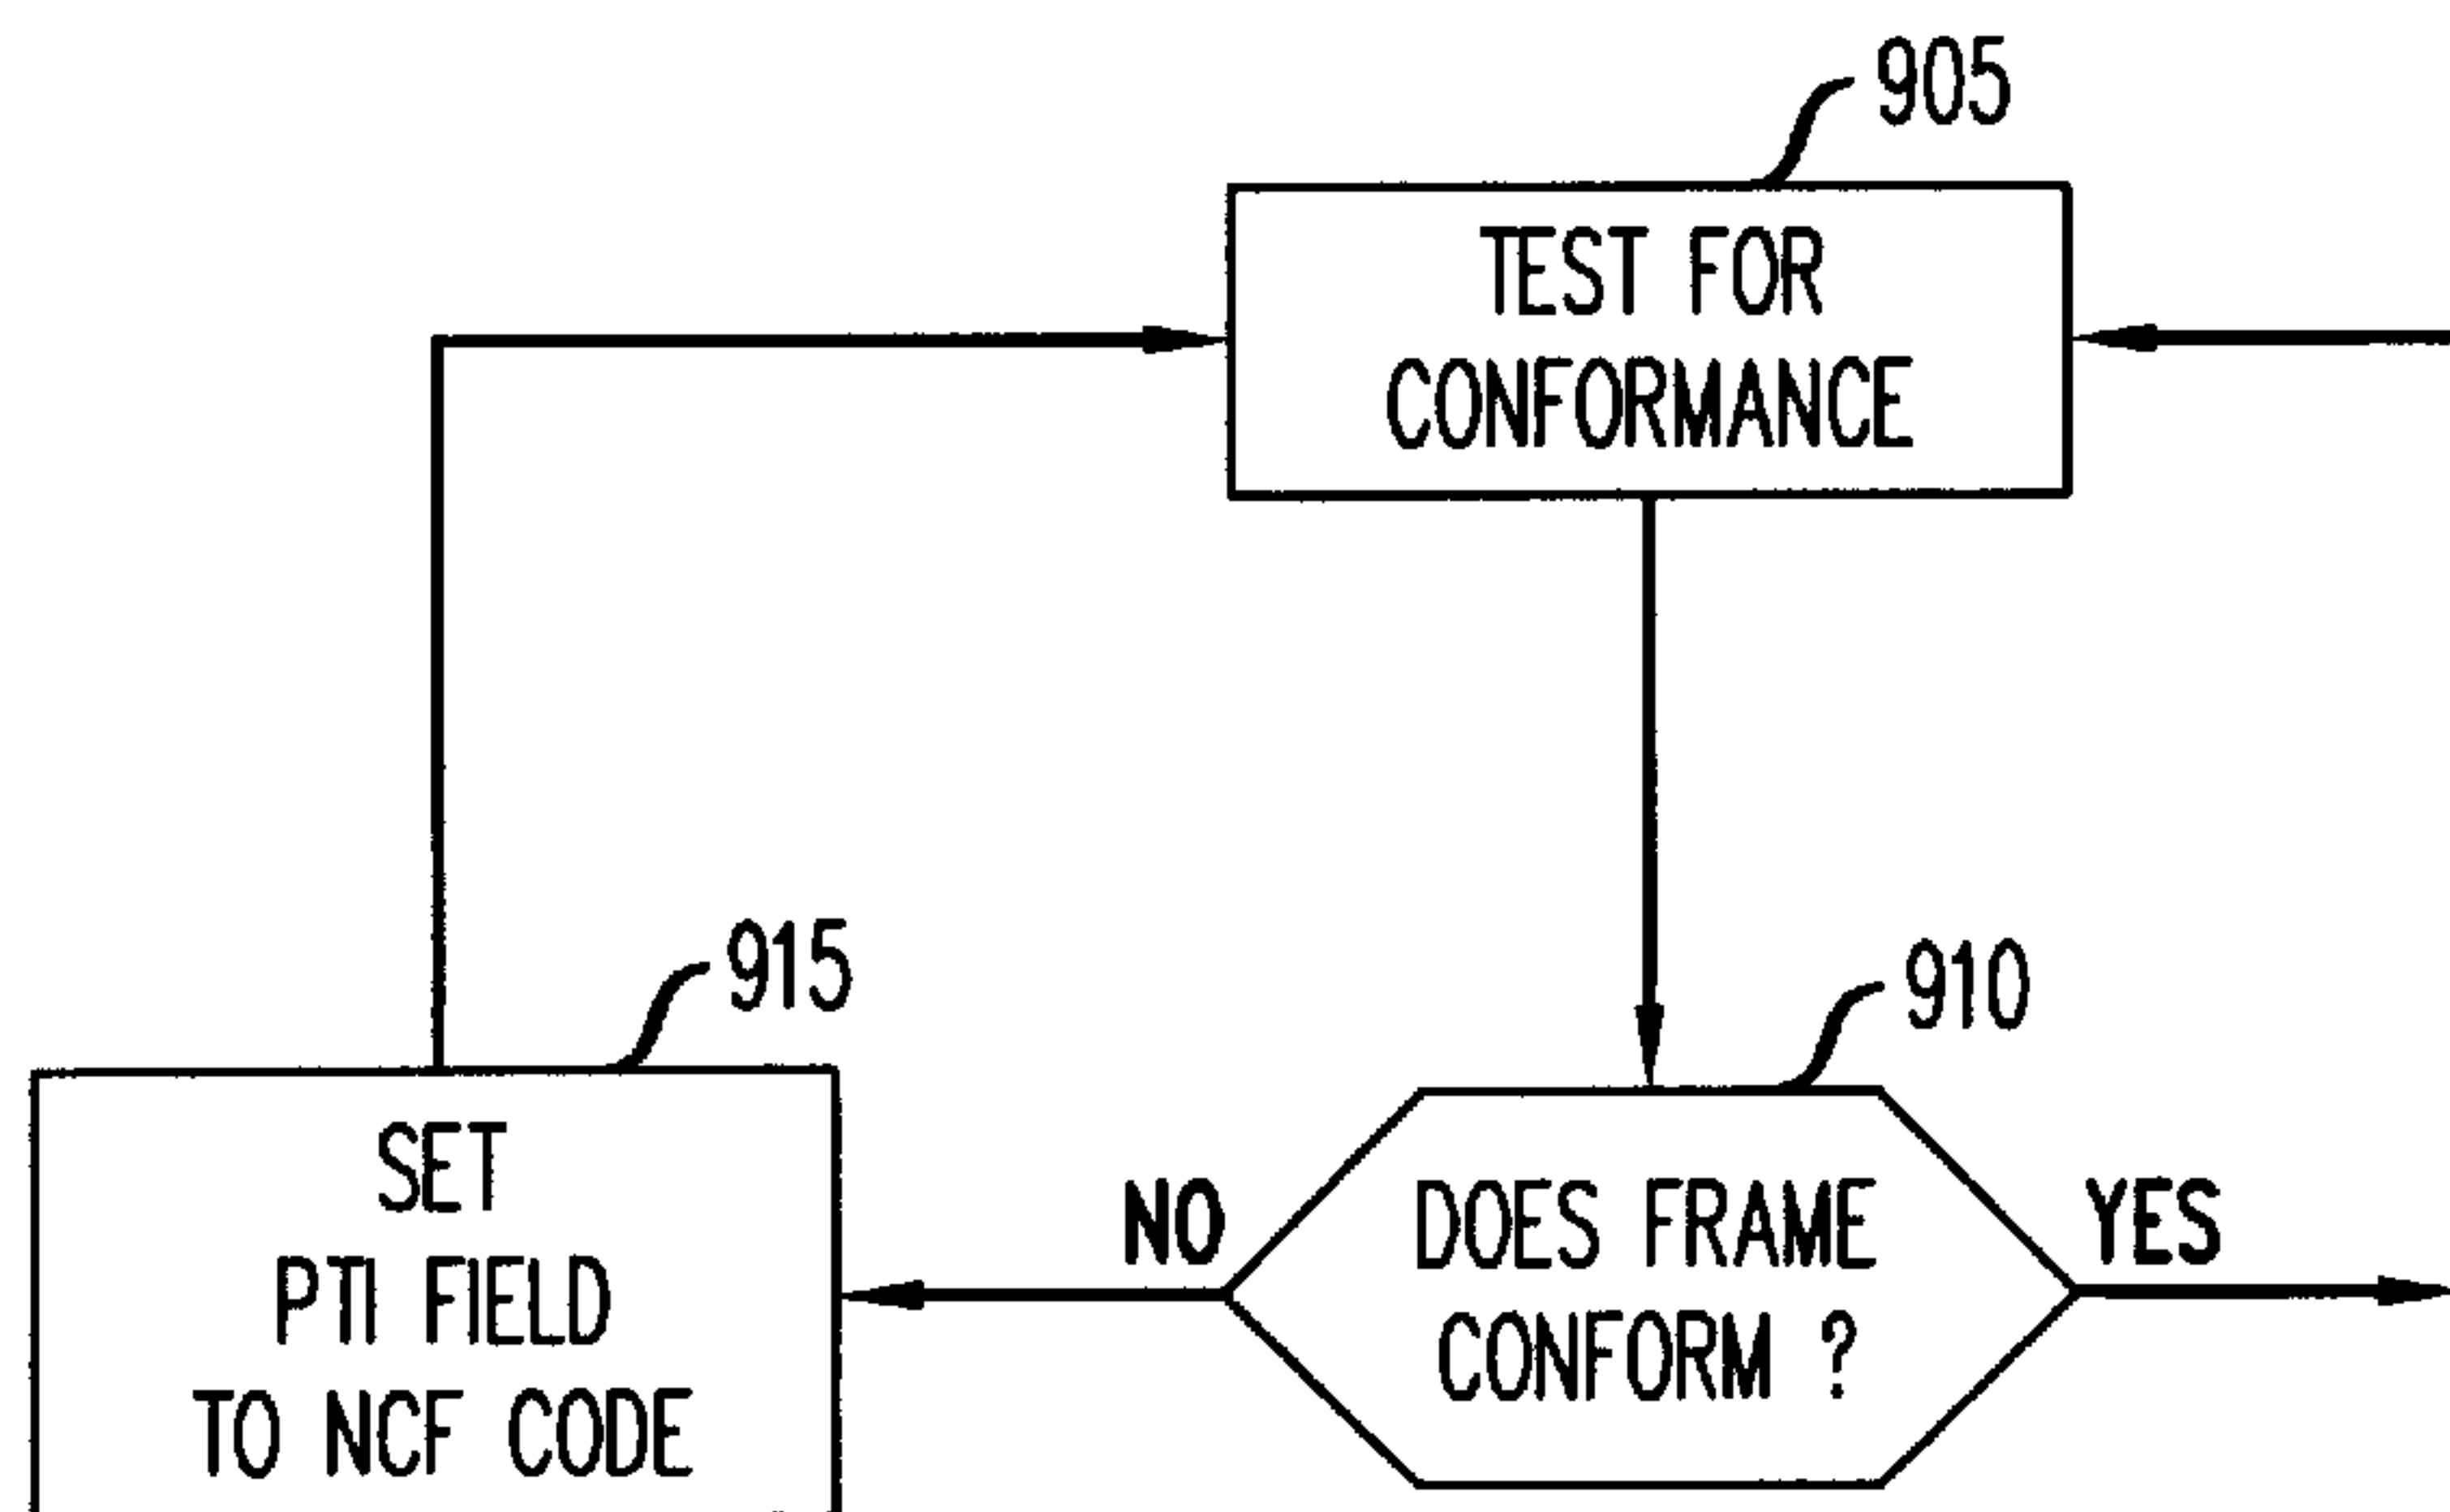 905
TEST FOR
CONFORMANCE
915
910
SET
PTI FIELD
TO NCF CODE
NO
DOES FRAME
CONFORM ?
YES